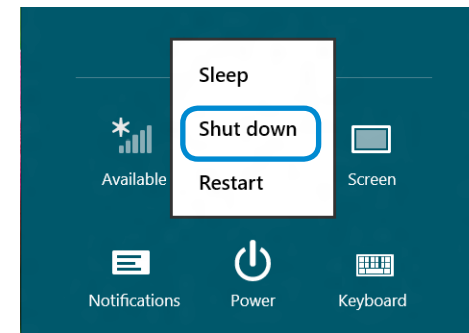 Sleep
Shut down
Restart
Available
Screen
Notifications
Power
Keyboard